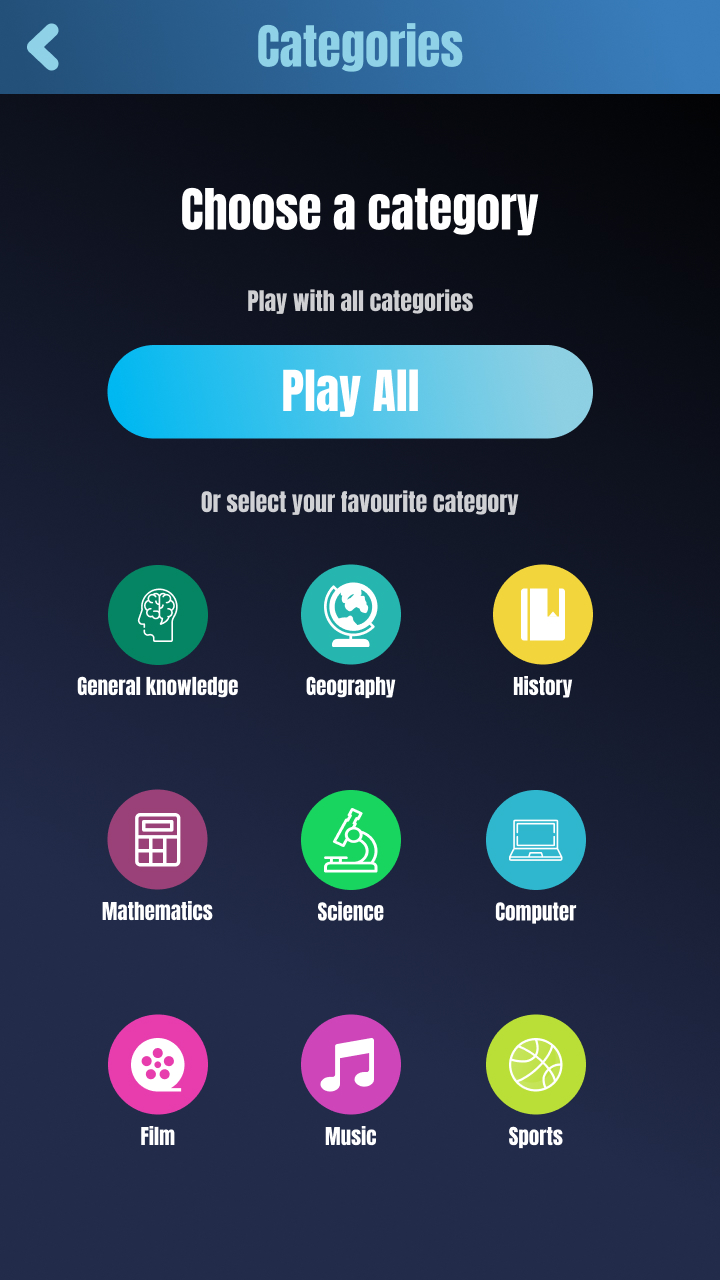 Categories
Choose a category
Play with all categories
Play All
Or select your favourite category
General knowledge
Geography
History
Mathematics
Science
Computer
Film
Music
Sports